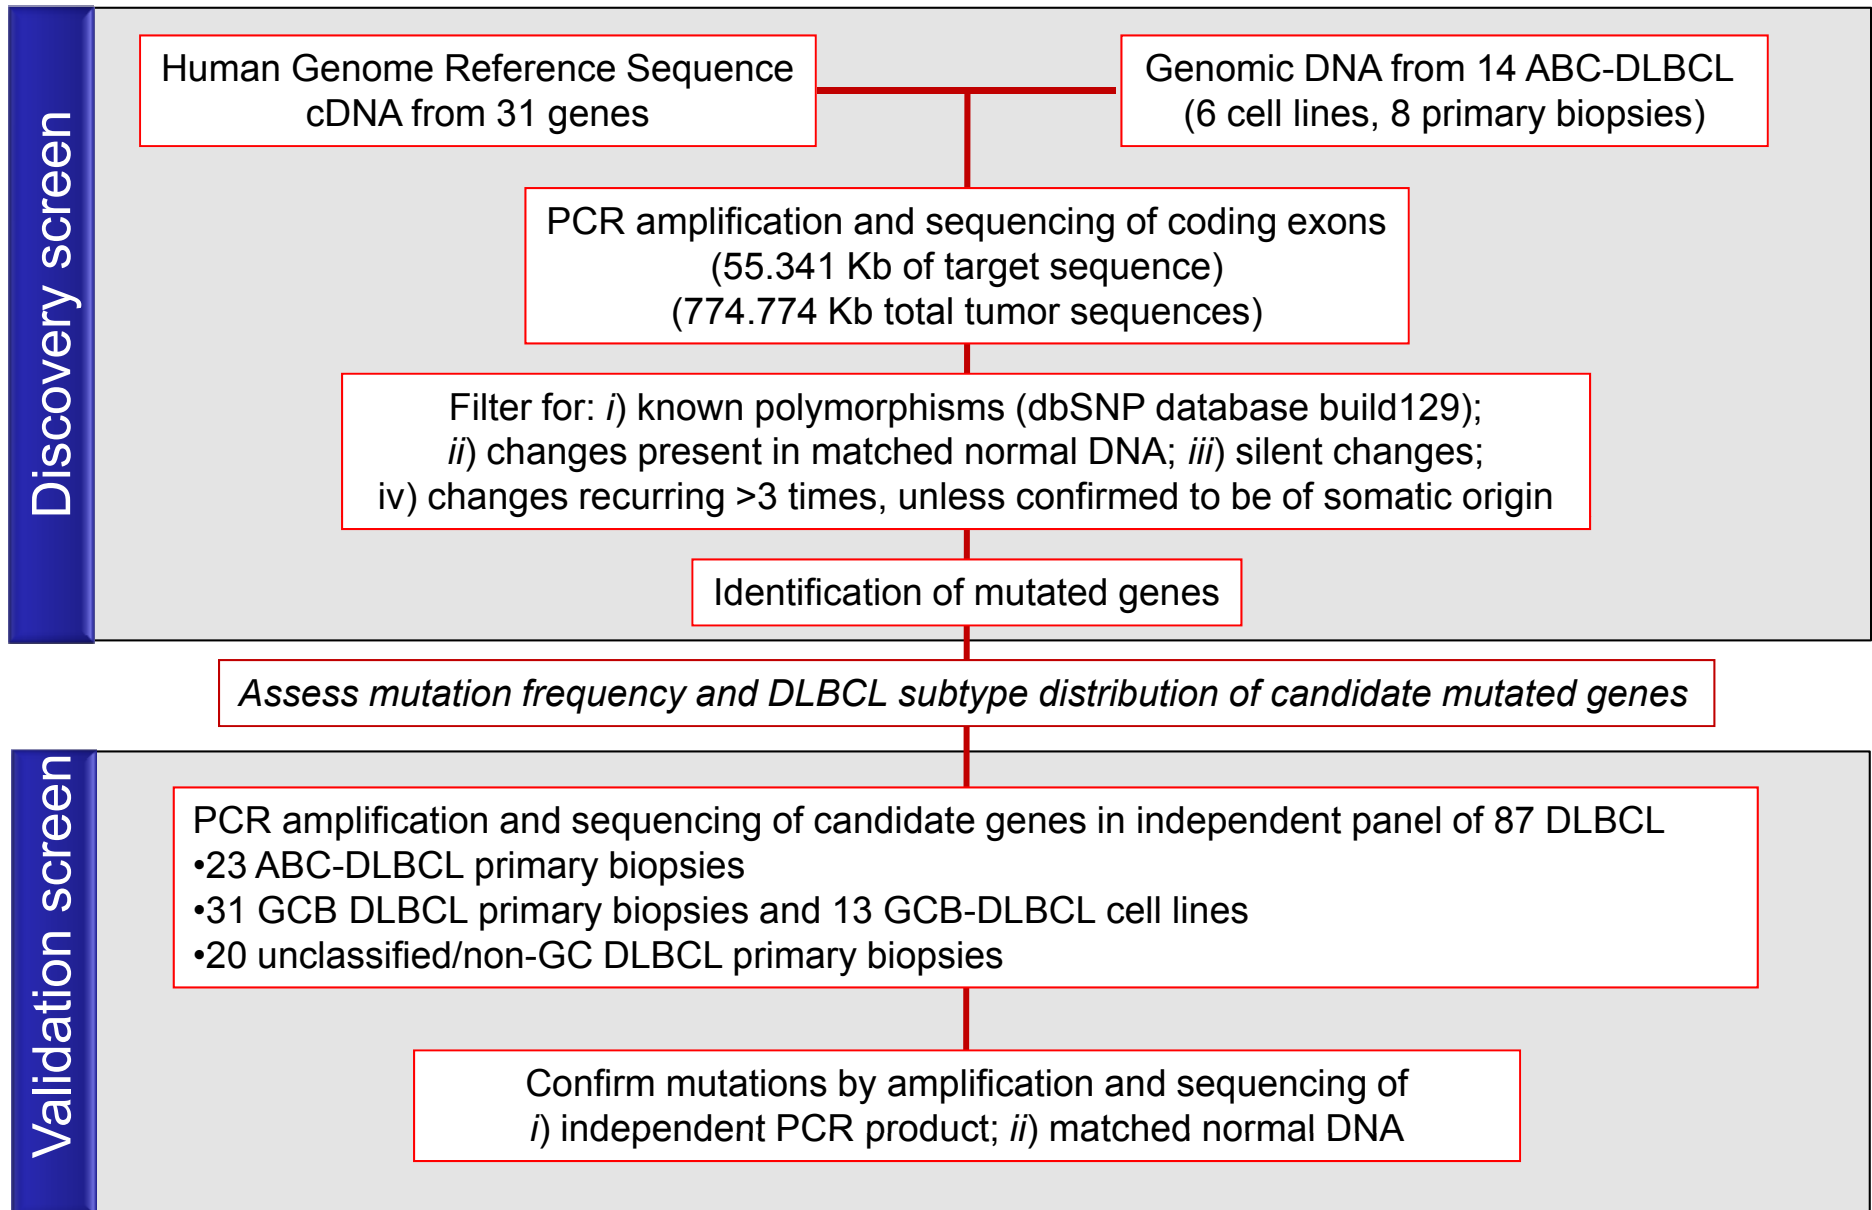 Discovery screen
Human Genome Reference Sequence
cDNA from 31 genes
Genomic DNA from 14 ABC-DLBCL
(6 cell lines, 8 primary biopsies)
PCR amplification and sequencing of coding exons
(55.341 Kb of target sequence)
(774.774 Kb total tumor sequences)
Filter for: i) known polymorphisms (dbSNP database build129);
ii) changes present in matched normal DNA; iii) silent changes;
iv) changes recurring >3 times, unless confirmed to be of somatic origin
Identification of mutated genes
Assess mutation frequency and DLBCL subtype distribution of candidate mutated genes
Validation screen
PCR amplification and sequencing of candidate genes in independent panel of 87 DLBCL
•23 ABC-DLBCL primary biopsies
•31 GCB DLBCL primary biopsies and 13 GCB-DLBCL cell lines
•20 unclassified/non-GC DLBCL primary biopsies
Confirm mutations by amplification and sequencing of
i) independent PCR product; ii) matched normal DNA